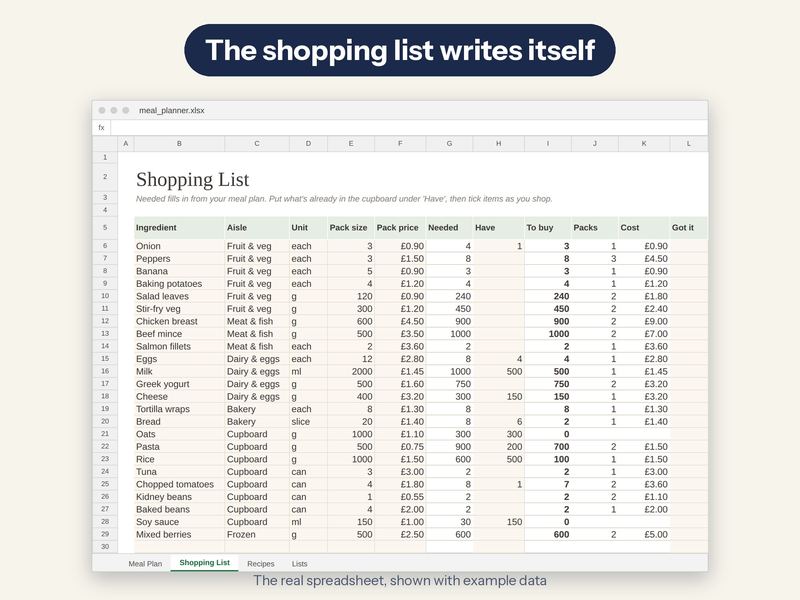 The shopping list writes itself
meal_planner.xlsx
fx
A B C D E F G H I J K L
1
2 Shopping List
3 Needed fills in from your meal plan. Put what's already in the cupboard under 'Have', then tick items as you shop.
4
5 Ingredient Aisle Unit Pack size Pack price Needed Have To buy Packs Cost Got it
6 Onion Fruit & veg each 3 £0.90 4 1 3 1 £0.90
7 Peppers Fruit & veg each 3 £1.50 8 8 3 £4.50
8 Banana Fruit & veg each 5 £0.90 3 3 1 £0.90
9 Baking potatoes Fruit & veg each 4 £1.20 4 4 1 £1.20
10 Salad leaves Fruit & veg g 120 £0.90 240 240 2 £1.80
11 Stir-fry veg Fruit & veg g 300 £1.20 450 450 2 £2.40
12 Chicken breast Meat & fish g 600 £4.50 900 900 2 £9.00
13 Beef mince Meat & fish g 500 £3.50 1000 1000 2 £7.00
14 Salmon fillets Meat & fish each 2 £3.60 2 2 1 £3.60
15 Eggs Dairy & eggs each 12 £2.80 8 4 4 1 £2.80
16 Milk Dairy & eggs ml 2000 £1.45 1000 500 500 1 £1.45
17 Greek yogurt Dairy & eggs g 500 £1.60 750 750 2 £3.20
18 Cheese Dairy & eggs g 400 £3.20 300 150 150 1 £3.20
19 Tortilla wraps Bakery each 8 £1.30 8 8 1 £1.30
20 Bread Bakery slice 20 £1.40 8 6 2 1 £1.40
21 Oats Cupboard g 1000 £1.10 300 300 0
22 Pasta Cupboard g 500 £0.75 900 200 700 2 £1.50
23 Rice Cupboard g 1000 £1.50 600 500 100 1 £1.50
24 Tuna Cupboard can 3 £3.00 2 2 1 £3.00
25 Chopped tomatoes Cupboard can 4 £1.80 8 1 7 2 £3.60
26 Kidney beans Cupboard can 1 £0.55 2 2 2 £1.10
27 Baked beans Cupboard can 4 £2.00 2 2 1 £2.00
28 Soy sauce Cupboard ml 150 £1.00 30 150 0
29 Mixed berries Frozen g 500 £2.50 600 600 2 £5.00
30
Meal Plan Shopping List Recipes Lists
The real spreadsheet, shown with example data